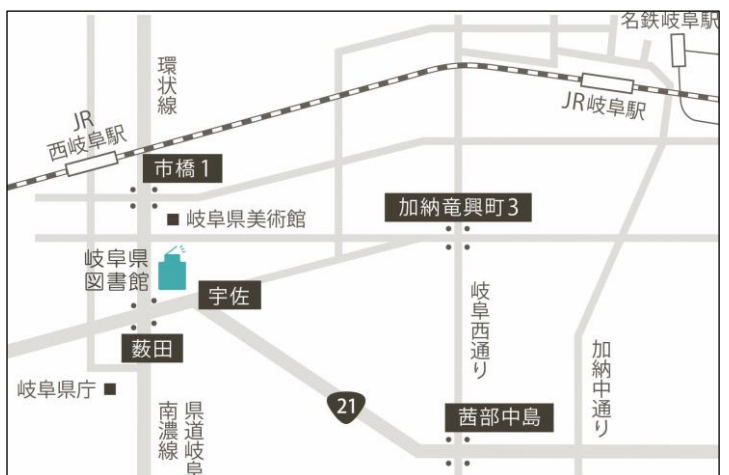 名鉄岐阜駅
環状線
JR
西岐阜駅
JR岐阜駅
市橋1
岐阜県美術館
加納竜興町3
岐阜県
図書館
宇佐
薮田
岐阜西通り
加納中通り
岐阜県庁
21
茜部中島
県道岐阜
南濃線